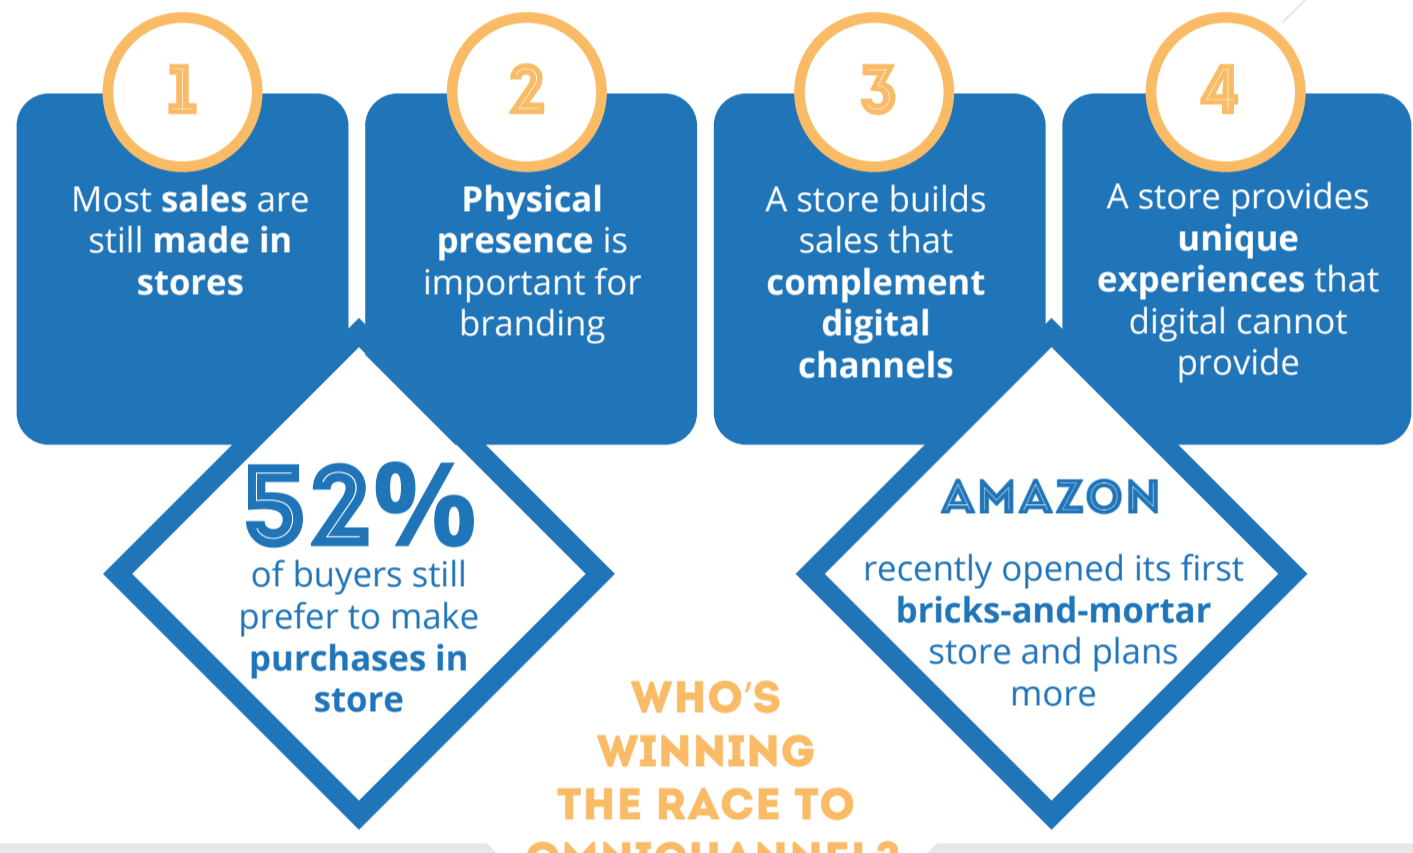 1
Most sales are
still made in
stores
2
Physical
presence is
important for
branding
3
A store builds
sales that
complement
digital
channels
4
A store provides
unique
experiences that
digital cannot
provide
52%
of buyers still
prefer to make
purchases in
store
AMAZON
recently opened its first
bricks-and-mortar
store and plans
more
WHO'S
WINNING
THE RACE TO
OMNICHANNEL?